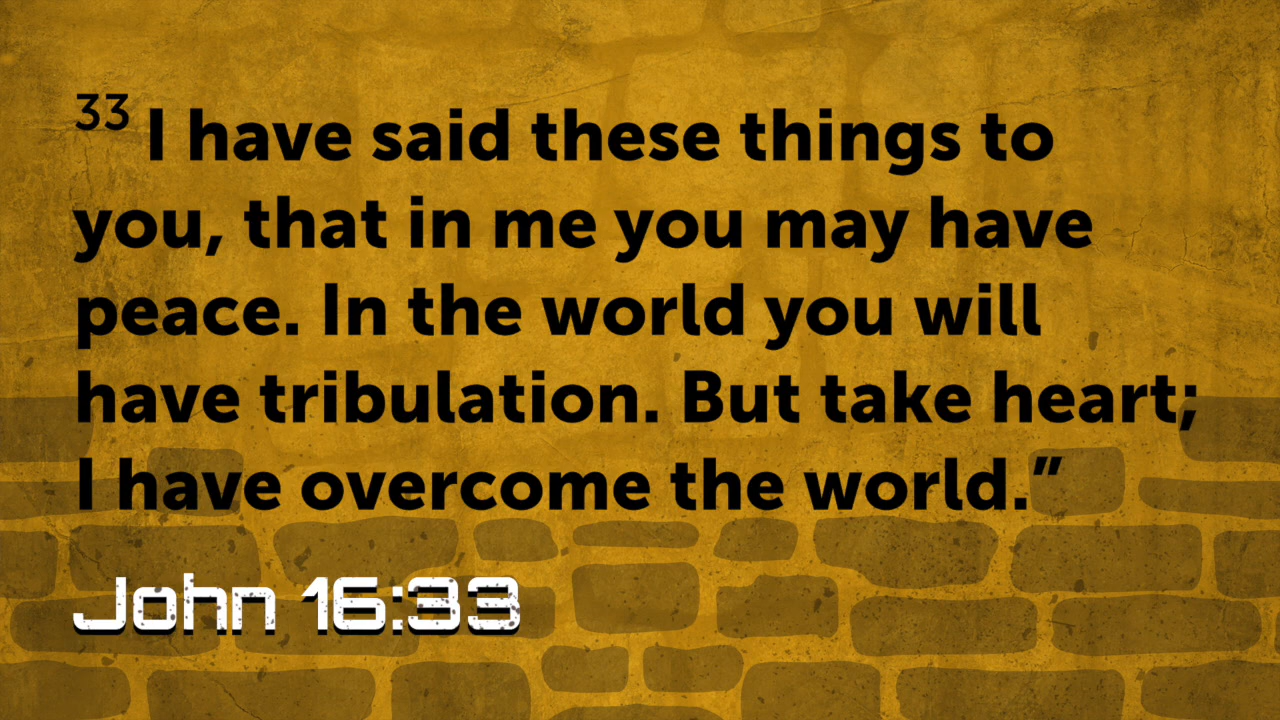 33 I have said these things to
you, that in me you may have
peace. In the world you will
have tribulation. But take heart;
I have overcome the world.”
John 16:33